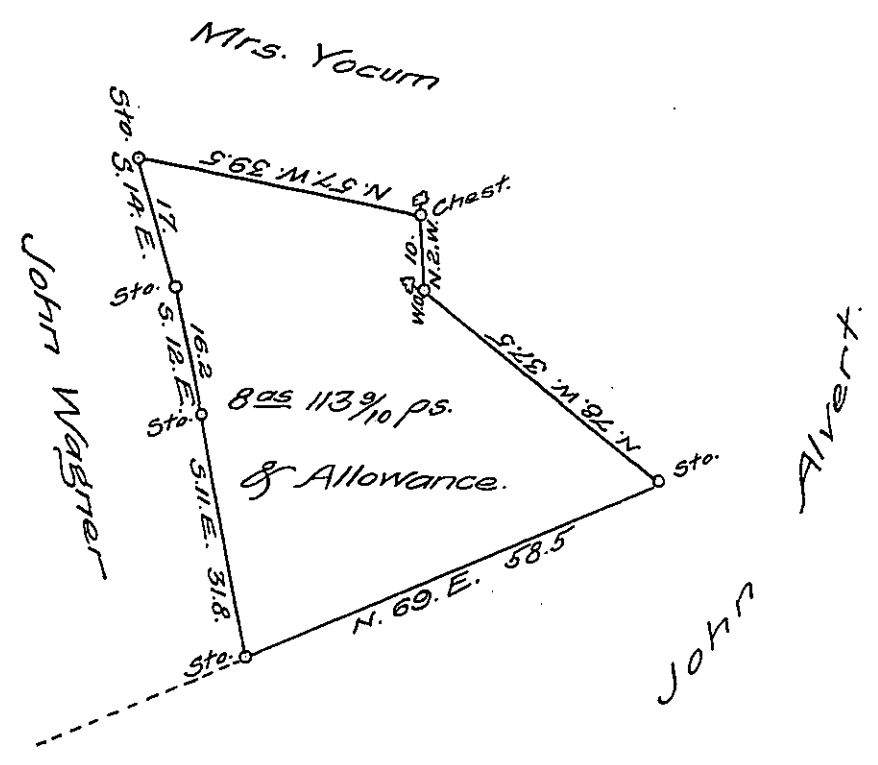 Mrs. Yocum
Sto.
N. 57. W. 39.5
Chest.
N. 2. W.
10.
W.O.
S. 14. E.
17.
Sto.
S. 12. E.
16.2
Sto.
8 as 113 9/10 ps.
& Allowance.
N. 78. W. 37.5
Sto.
S. 11. E. 31.8.
Sto.
N. 69. E. 58.5
John Wagner
John Alvert.